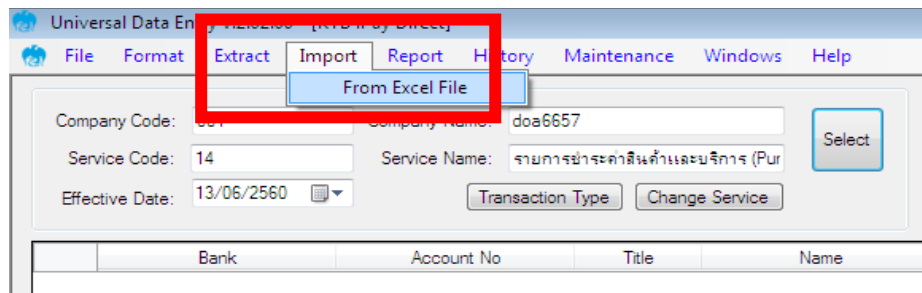 Universal Data En
File Format Extract Import Report History Maintenance Windows Help
From Excel File
Company Code: Company Name: doa6657
Select
Service Code: 14 Service Name: รายการชำระค่าสินค้าและบริการ (Pur
Effective Date: 13/06/2560 Transaction Type Change Service
Bank Account No Title Name